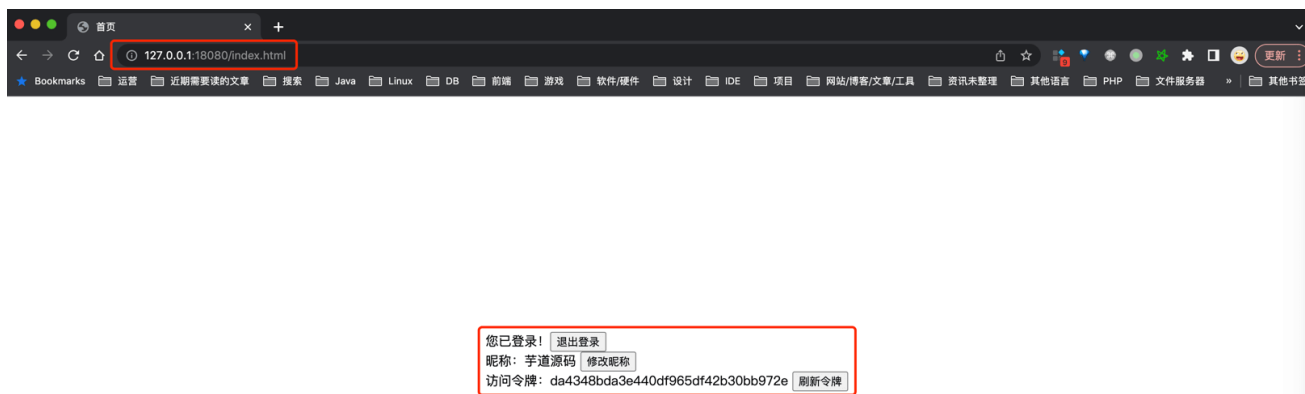 首页
127.0.0.1:18080/index.html
9
更新
Bookmarks 运营 近期需要读的文章 搜索 Java Linux DB 前端 游戏 软件/硬件 设计 IDE 项目 网站/博客/文章/工具 资讯未整理 其他语言 PHP 文件服务器 » 其他书签
您已登录！ 退出登录
昵称：芋道源码 修改昵称
访问令牌：da4348bda3e440df965df42b30bb972e 刷新令牌